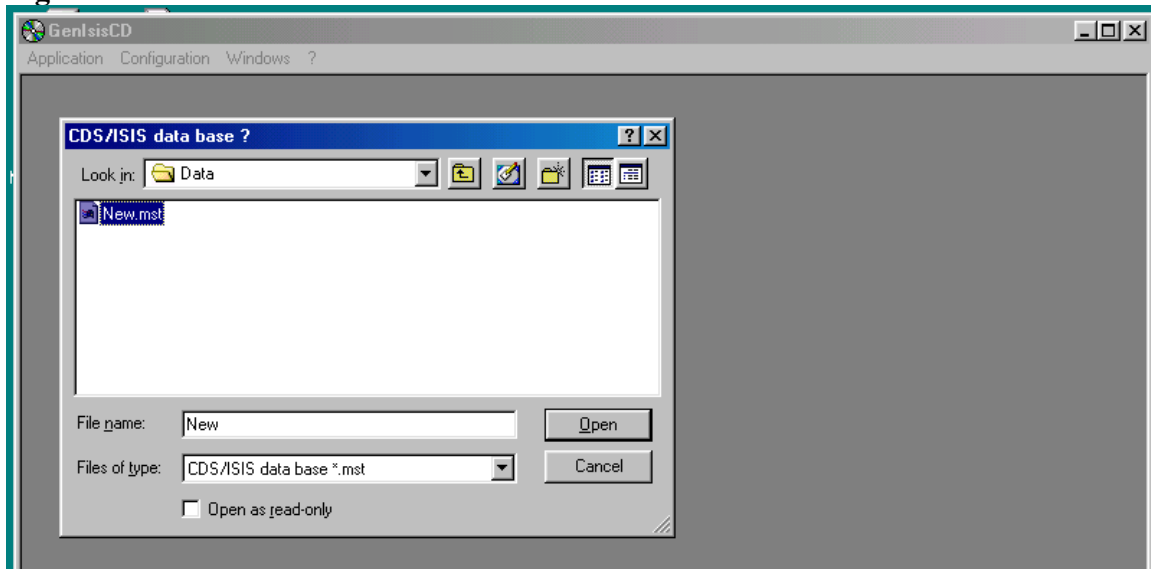 GenIsisCD
Application Configuration Windows ?
CDS/ISIS data base ?
Look in: Data
New.mst
File name: New Open
Files of type: CDS/ISIS data base *.mst Cancel
Open as read-only